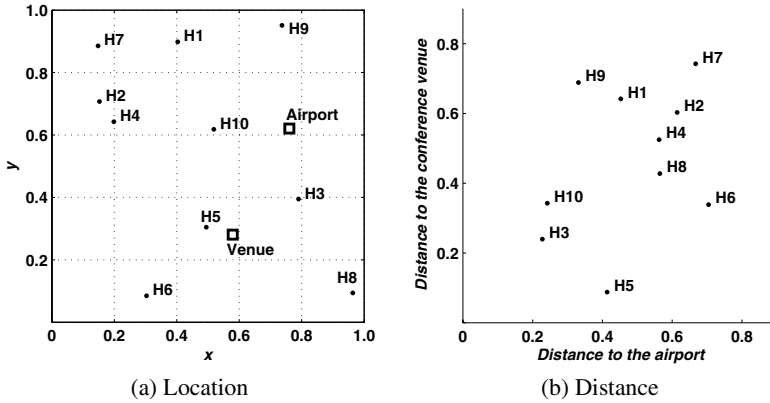 1.0
0.8
0.6
0.4
0.2
0
0.2
0.4
0.6
0.8
1.0
y
x
H7
H1
H9
H2
H4
H10
Airport
H3
H5
Venue
H6
H8
(a) Location
Distance to the conference venue
0.8
0.6
0.4
0.2
0
0.2
0.4
0.6
0.8
Distance to the airport
H7
H9
H1
H2
H4
H8
H10
H6
H3
H5
(b) Distance